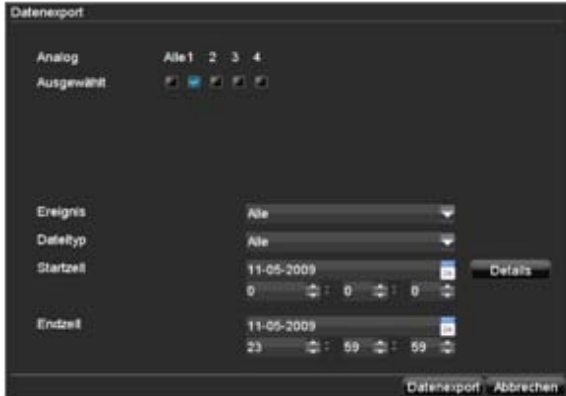 Datenexport
Analog Alle 1 2 3 4
Ausgewählt
Ereignis Alle
Dateityp Alle
Startzeit 11-05-2009 Details
0 : 0 : 0
Endzeit 11-05-2009
23 : 59 : 59
Datenexport Abbrechen